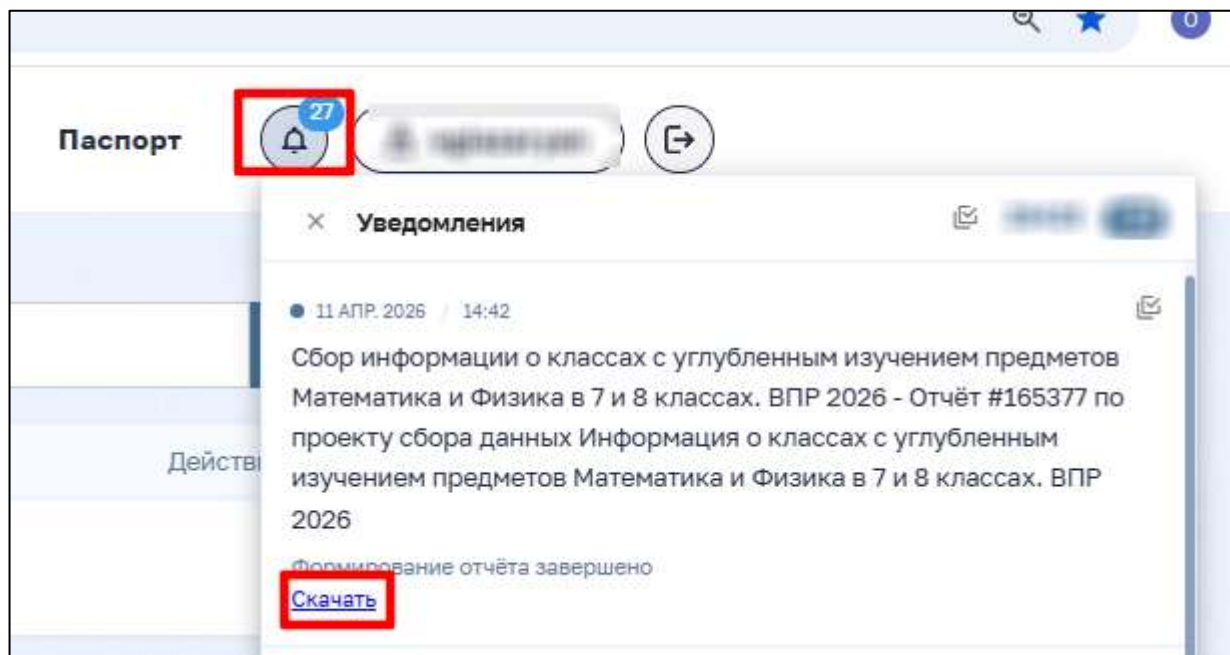 О
Паспорт
27
Уведомления
11 АПР. 2026 / 14:42
Сбор информации о классах с углубленным изучением предметов
Математика и Физика в 7 и 8 классах. ВПР 2026 - Отчёт #165377 по
проекту сбора данных Информация о классах с углубленным
изучением предметов Математика и Физика в 7 и 8 классах. ВПР
2026
Действ
Формирование отчёта завершено
Скачать